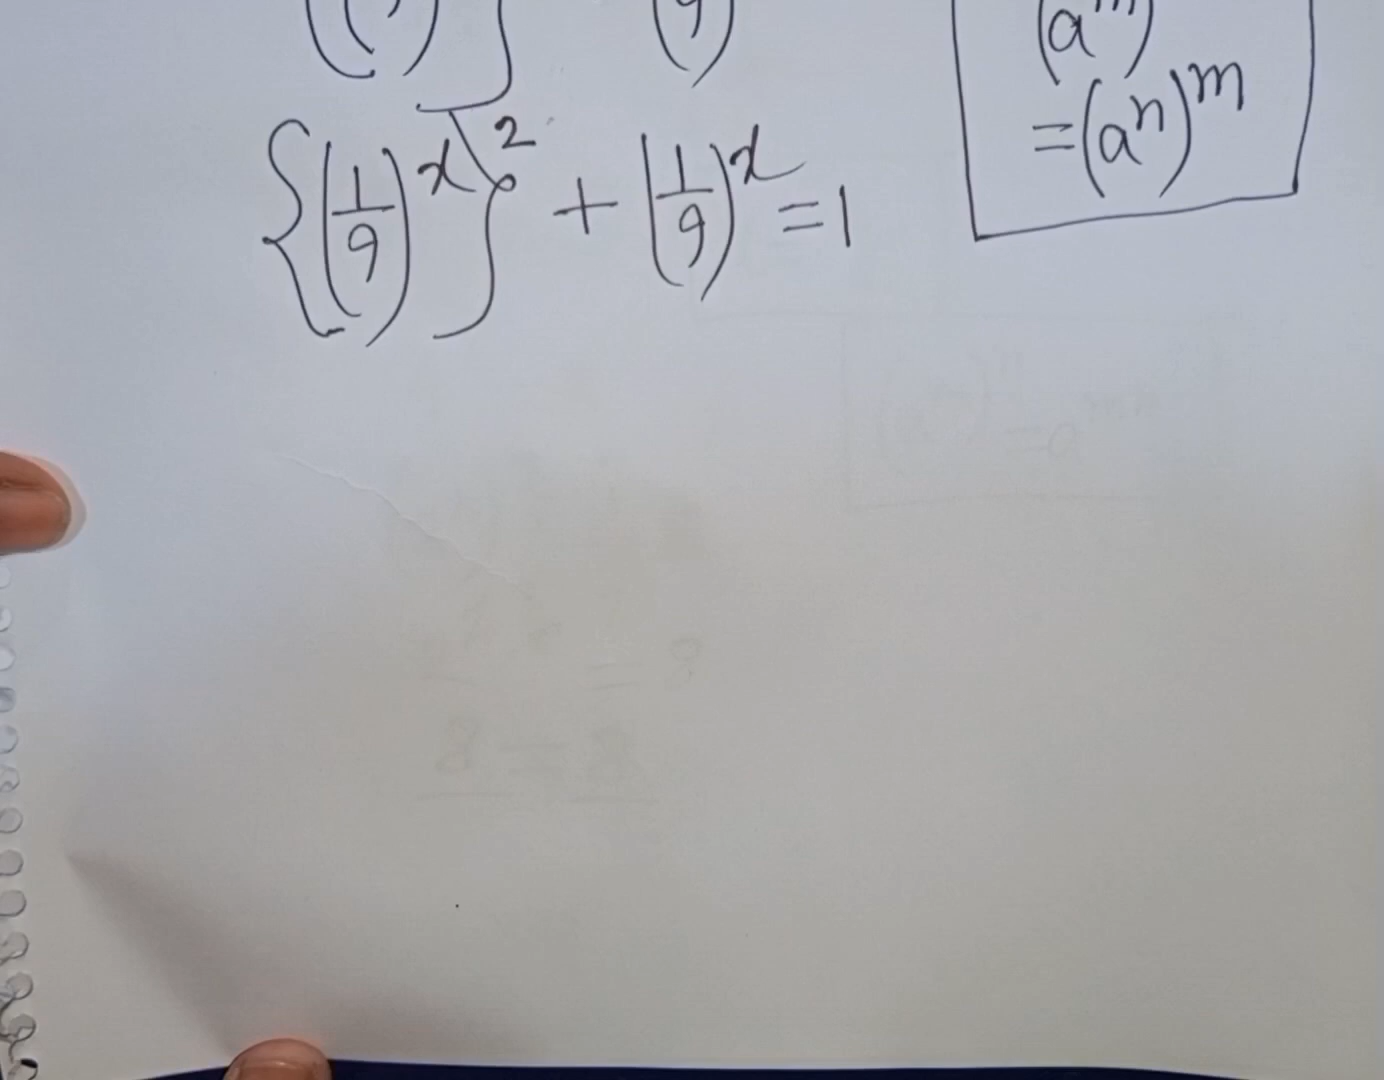 (a^m)
=(a^n)^m
{(1/9)^x}^2 + (1/9)^x = 1